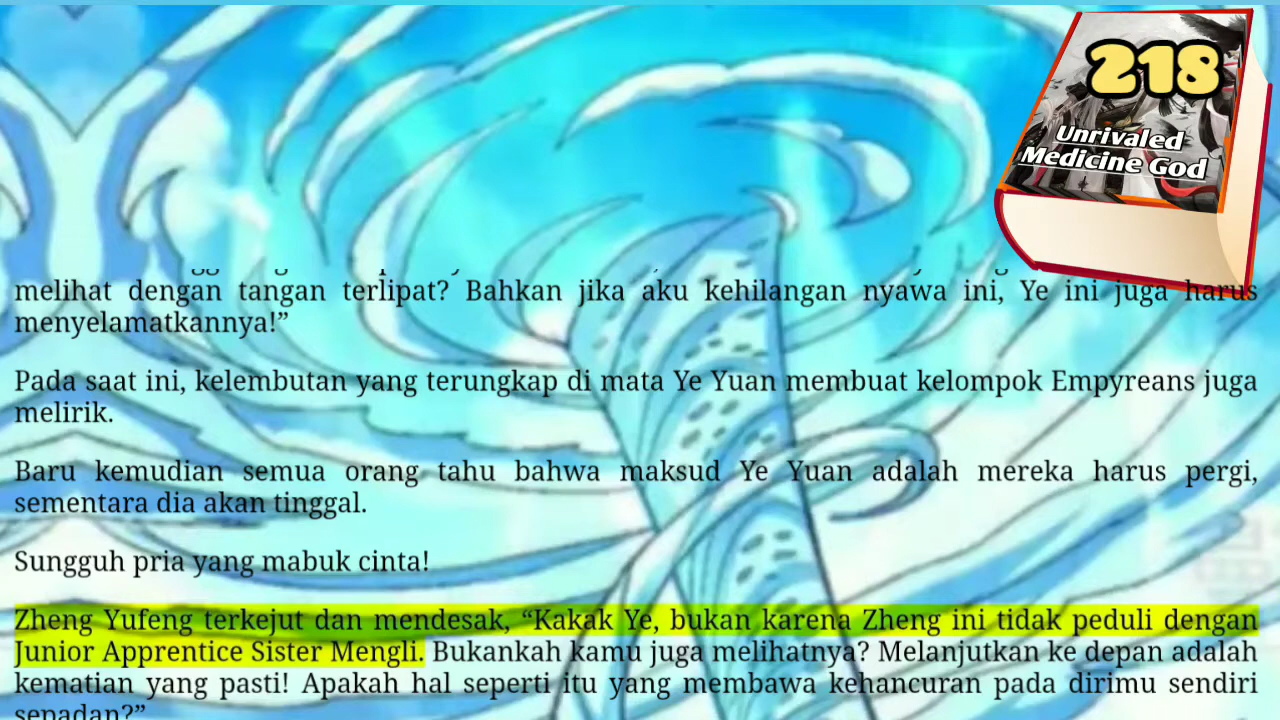 218
Unrivaled
Medicine God
melihat dengan tangan terlipat? Bahkan jika aku kehilangan nyawa ini, Ye ini juga harus
menyelamatkannya!”
Pada saat ini, kelembutan yang terungkap di mata Ye Yuan membuat kelompok Empyreans juga
melirik.
Baru kemudian semua orang tahu bahwa maksud Ye Yuan adalah mereka harus pergi,
sementara dia akan tinggal.
Sungguh pria yang mabuk cinta!
Zheng Yufeng terkejut dan mendesak, “Kakak Ye, bukan karena Zheng ini tidak peduli dengan
Junior Apprentice Sister Mengli. Bukankah kamu juga melihatnya? Melanjutkan ke depan adalah
kematian yang pasti! Apakah hal seperti itu yang membawa kehancuran pada dirimu sendiri
sepadan?”